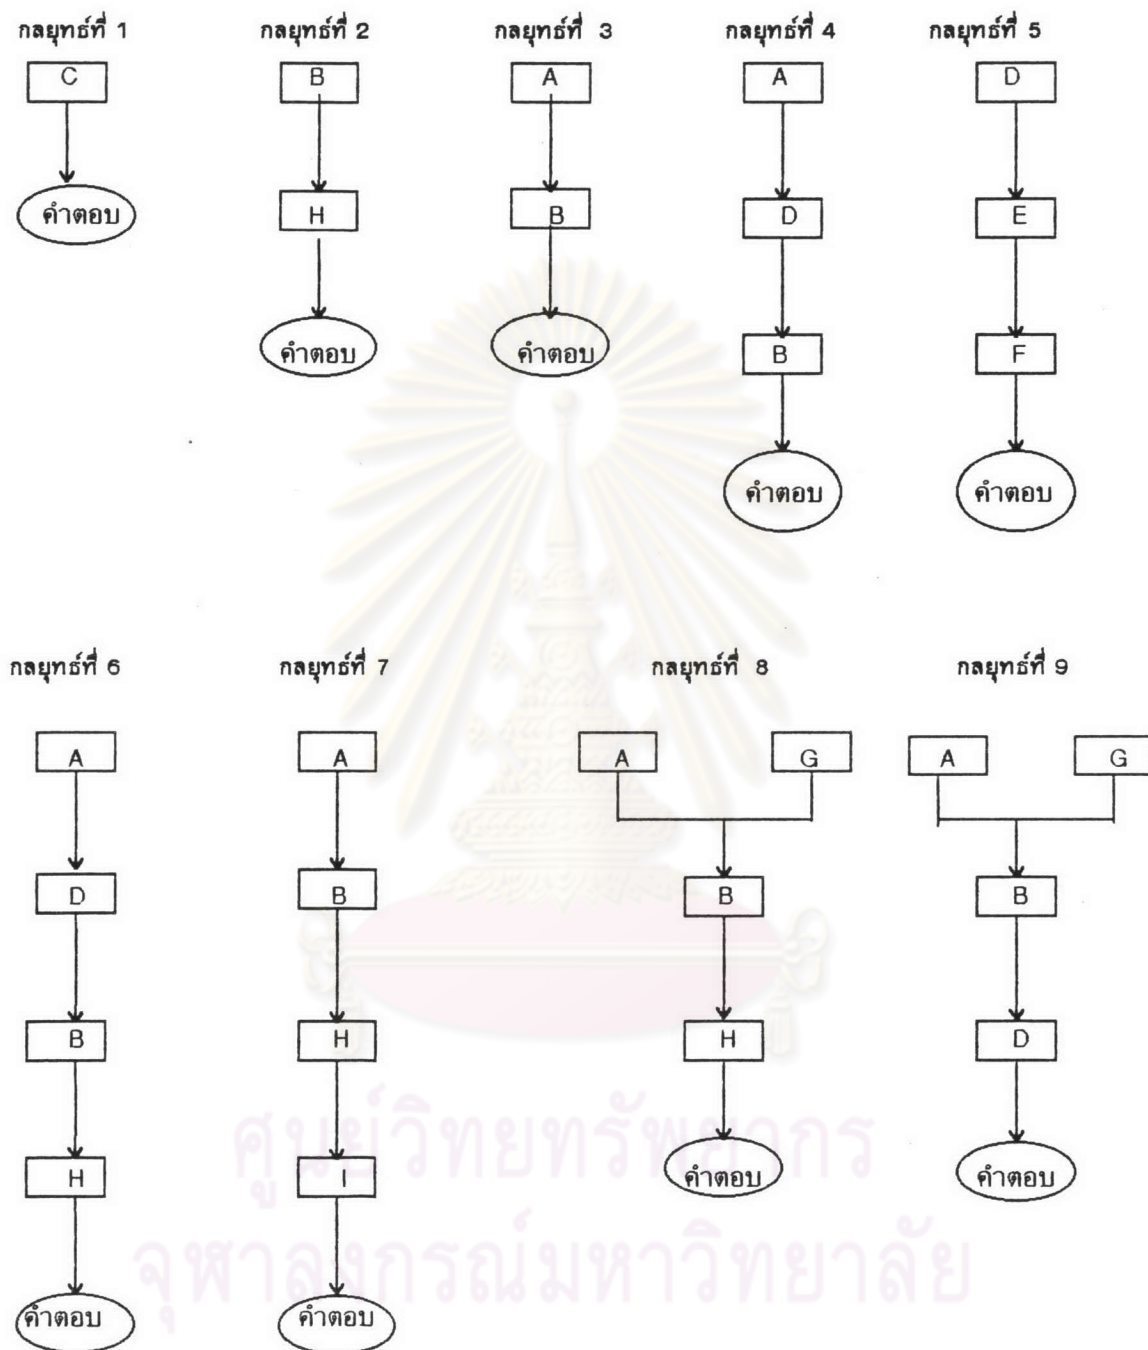 กลยุทธ์ที่ 1 กลยุทธ์ที่ 2 กลยุทธ์ที่ 3 กลยุทธ์ที่ 4 กลยุทธ์ที่ 5
C B A A D
คำตอบ H B D E
คำตอบ คำตอบ B F
คำตอบ คำตอบ
กลยุทธ์ที่ 6 กลยุทธ์ที่ 7 กลยุทธ์ที่ 8 กลยุทธ์ที่ 9
A A A G A G
D B B B
B H H D
H I คำตอบ คำตอบ
คำตอบ คำตอบ
ศูนย์วิทยทรัพยากร
จุฬาลงกรณ์มหาวิทยาลัย